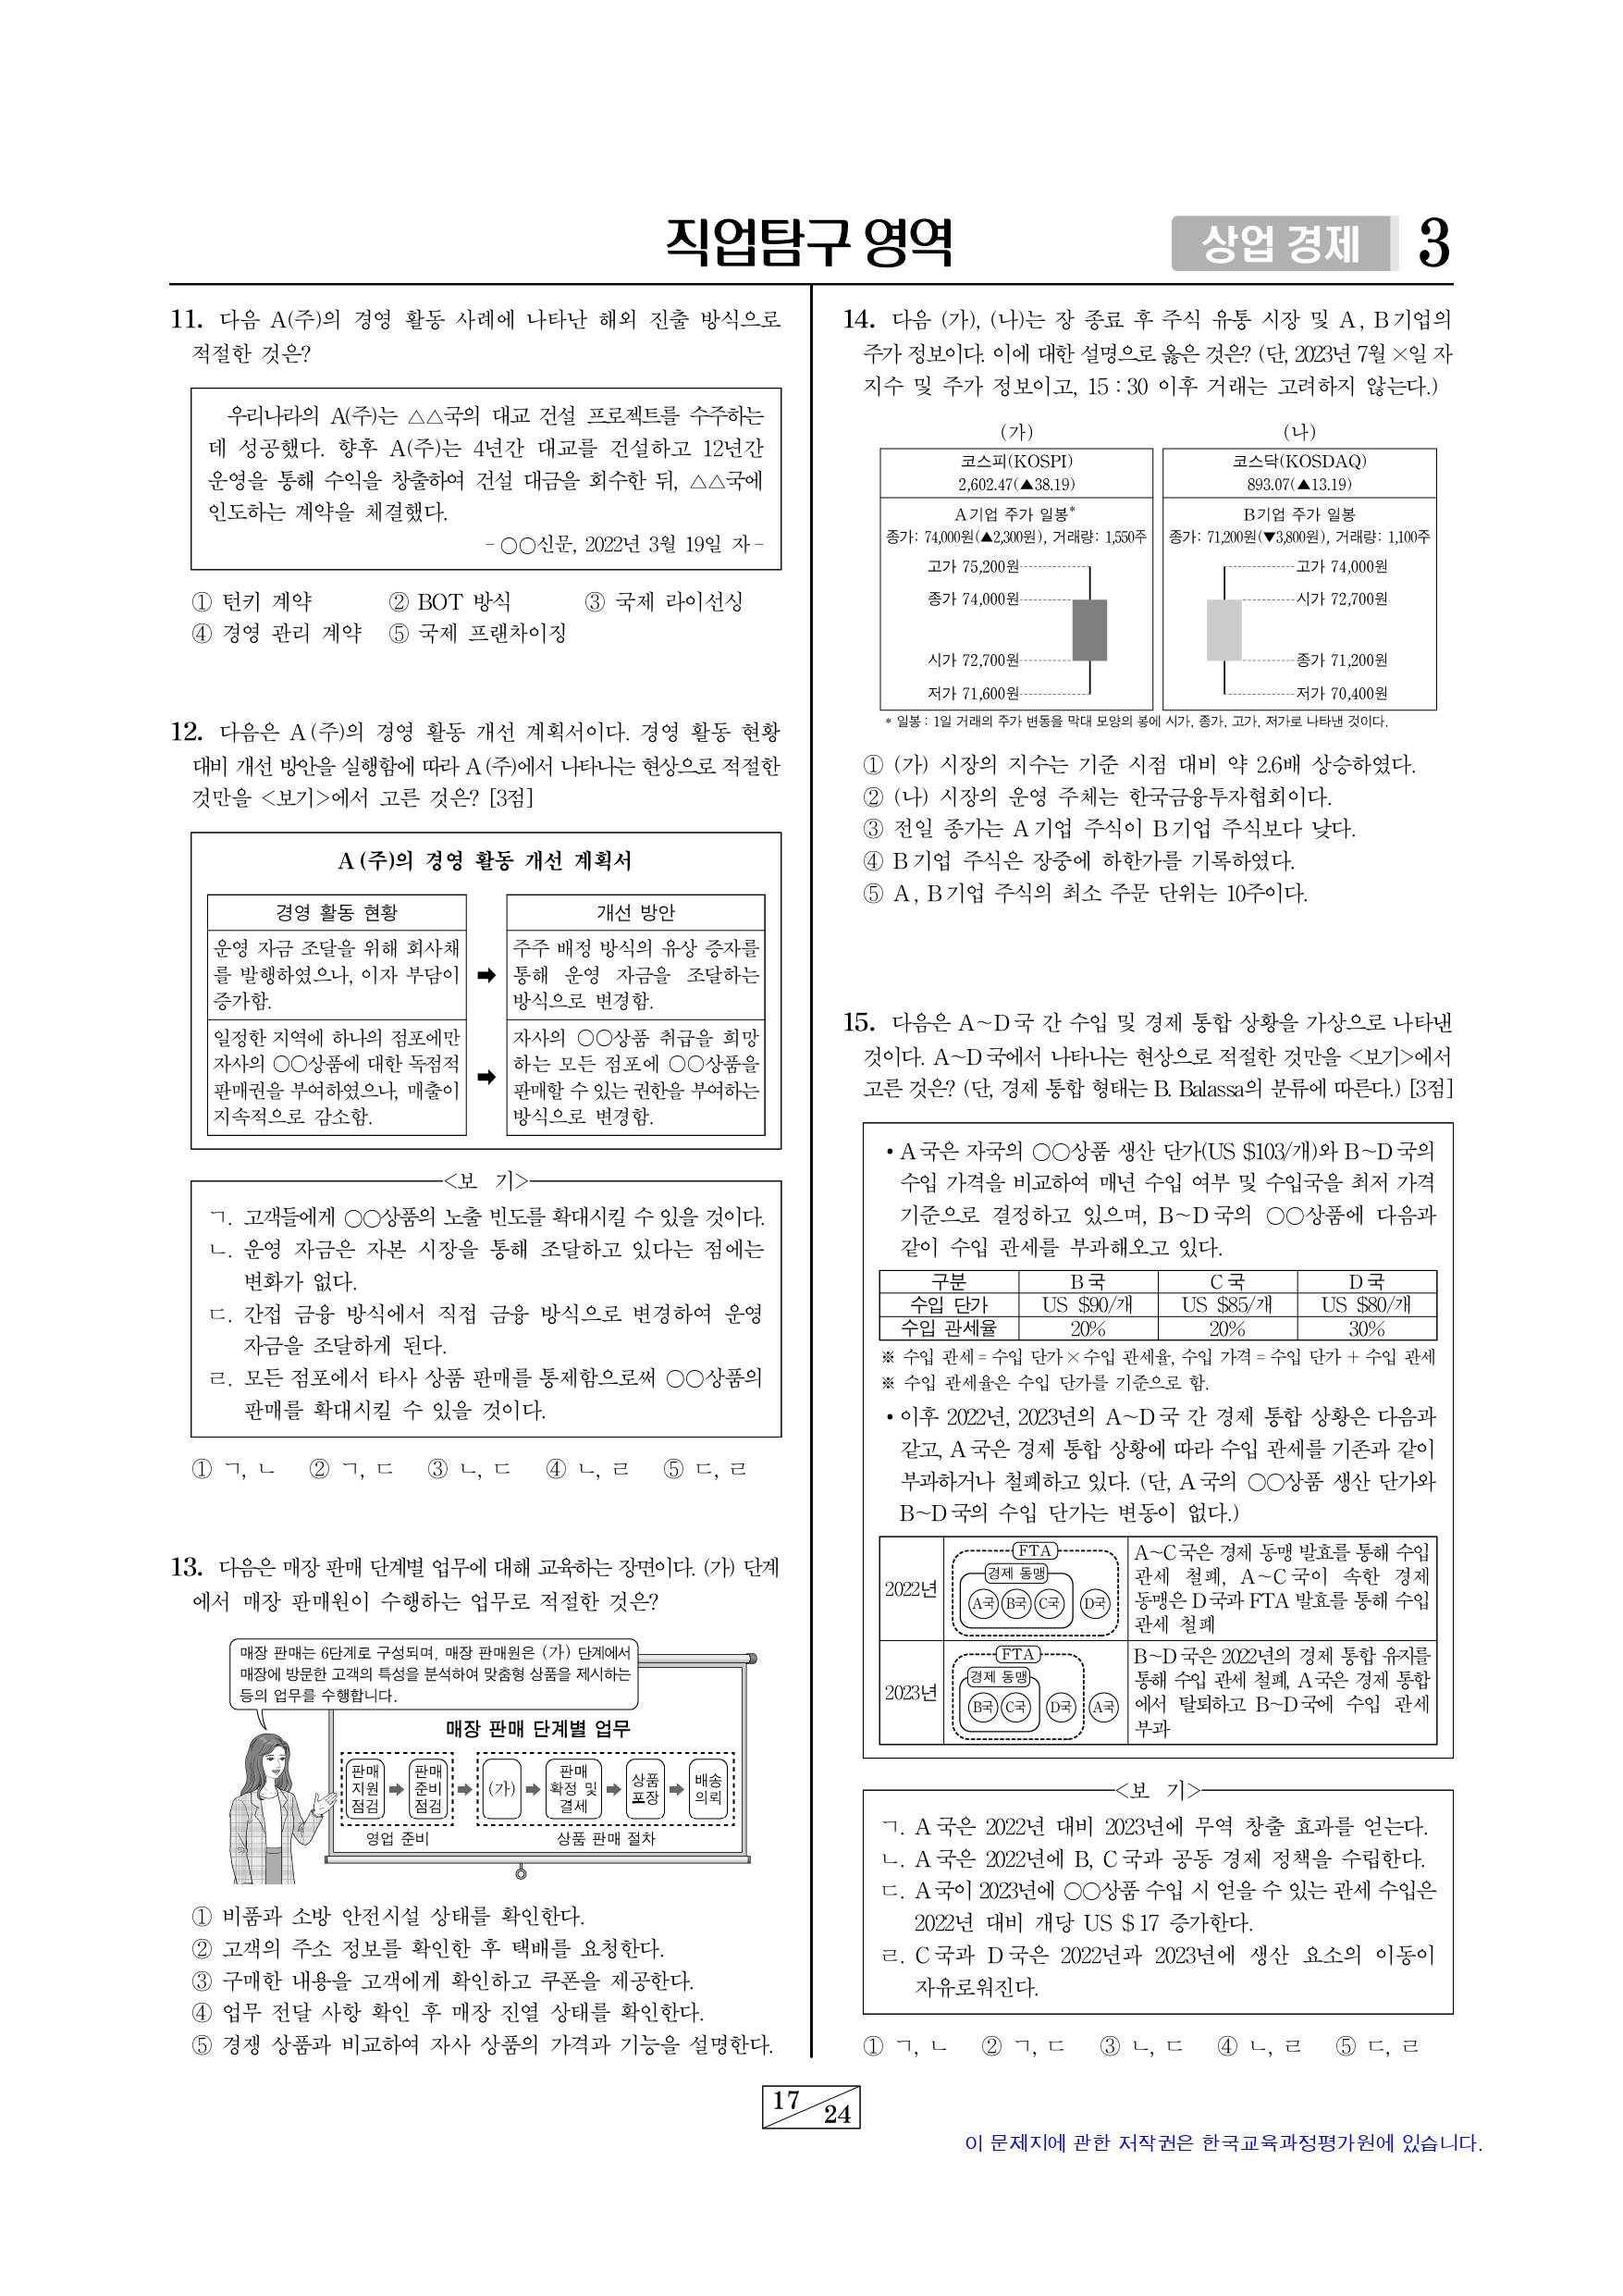 직업탐구 영역
상업 경제 3
11. 다음 A(주)의 경영 활동 사례에 나타난 해외 진출 방식으로
적절한 것은?
우리나라의 A(주)는 △△국의 대교 건설 프로젝트를 수주하는
데 성공했다. 향후 A(주)는 4년간 대교를 건설하고 12년간
운영을 통해 수익을 창출하여 건설 대금을 회수한 뒤, △△국에
인도하는 계약을 체결했다.
- ○○신문, 2022년 3월 19일 자 -
① 턴키 계약 ② BOT 방식 ③ 국제 라이선싱
④ 경영 관리 계약 ⑤ 국제 프랜차이징
12. 다음은 A(주)의 경영 활동 개선 계획서이다. 경영 활동 현황
대비 개선 방안을 실행함에 따라 A(주)에서 나타나는 현상으로 적절한
것만을 <보기>에서 고른 것은? [3점]
A(주)의 경영 활동 개선 계획서
경영 활동 현황
운영 자금 조달을 위해 회사채
를 발행하였으나, 이자 부담이
증가함.
일정한 지역에 하나의 점포에만
자사의 ○○상품에 대한 독점적
판매권을 부여하였으나, 매출이
지속적으로 감소함.
개선 방안
주주 배정 방식의 유상 증자를
통해 운영 자금을 조달하는
방식으로 변경함.
자사의 ○○상품 취급을 희망
하는 모든 점포에 ○○상품을
판매할 수 있는 권한을 부여하는
방식으로 변경함.
<보 기>
ㄱ. 고객들에게 ○○상품의 노출 빈도를 확대시킬 수 있을 것이다.
ㄴ. 운영 자금은 자본 시장을 통해 조달하고 있다는 점에는
변화가 없다.
ㄷ. 간접 금융 방식에서 직접 금융 방식으로 변경하여 운영
자금을 조달하게 된다.
ㄹ. 모든 점포에서 타사 상품 판매를 통제함으로써 ○○상품의
판매를 확대시킬 수 있을 것이다.
① ㄱ, ㄴ ② ㄱ, ㄷ ③ ㄴ, ㄷ ④ ㄴ, ㄹ ⑤ ㄷ, ㄹ
13. 다음은 매장 판매 단계별 업무에 대해 교육하는 장면이다. (가) 단계
에서 매장 판매원이 수행하는 업무로 적절한 것은?
매장 판매는 6단계로 구성되며, 매장 판매원은 (가) 단계에서
매장에 방문한 고객의 특성을 분석하여 맞춤형 상품을 제시하는
등의 업무를 수행합니다.
매장 판매 단계별 업무
판매 지원 점검
판매 준비 점검
(가)
판매 확정 및 결제
상품 포장
배송 의뢰
영업 준비 상품 판매 절차
① 비품과 소방 안전시설 상태를 확인한다.
② 고객의 주소 정보를 확인한 후 택배를 요청한다.
③ 구매한 내용을 고객에게 확인하고 쿠폰을 제공한다.
④ 업무 전달 사항 확인 후 매장 진열 상태를 확인한다.
⑤ 경쟁 상품과 비교하여 자사 상품의 가격과 기능을 설명한다.
14. 다음 (가), (나)는 장 종료 후 주식 유통 시장 및 A, B기업의
주가 정보이다. 이에 대한 설명으로 옳은 것은? (단, 2023년 7월 ×일 자
지수 및 주가 정보이고, 15 : 30 이후 거래는 고려하지 않는다.)
(가)
코스피(KOSPI)
2,602.47(▲38.19)
A기업 주가 일봉*
종가: 74,000원(▲2,300원), 거래량: 1,550주
고가 75,200원
종가 74,000원
시가 72,700원
저가 71,600원
(나)
코스닥(KOSDAQ)
893.07(▲13.19)
B기업 주가 일봉
종가: 71,200원(▼3,800원), 거래량: 1,100주
고가 74,000원
시가 72,700원
종가 71,200원
저가 70,400원
* 일봉 : 1일 거래의 주가 변동을 막대 모양의 봉에 시가, 종가, 고가, 저가로 나타낸 것이다.
① (가) 시장의 지수는 기준 시점 대비 약 2.6배 상승하였다.
② (나) 시장의 운영 주체는 한국금융투자협회이다.
③ 전일 종가는 A기업 주식이 B기업 주식보다 낮다.
④ B기업 주식은 장중에 하한가를 기록하였다.
⑤ A, B기업 주식의 최소 주문 단위는 10주이다.
15. 다음은 A~D국 간 수입 및 경제 통합 상황을 가상으로 나타낸
것이다. A~D국에서 나타나는 현상으로 적절한 것만을 <보기>에서
고른 것은? (단, 경제 통합 형태는 B. Balassa의 분류에 따른다.) [3점]
• A국은 자국의 ○○상품 생산 단가(US $103/개)와 B~D국의
수입 가격을 비교하여 매년 수입 여부 및 수입국을 최저 가격
기준으로 결정하고 있으며, B~D국의 ○○상품에 다음과
같이 수입 관세를 부과해오고 있다.
구분 B국 C국 D국
수입 단가 US $90/개 US $85/개 US $80/개
수입 관세율 20% 20% 30%
※ 수입 관세 = 수입 단가 × 수입 관세율, 수입 가격 = 수입 단가 + 수입 관세
※ 수입 관세율은 수입 단가를 기준으로 함.
• 이후 2022년, 2023년의 A~D국 간 경제 통합 상황은 다음과
같고, A국은 경제 통합 상황에 따라 수입 관세를 기존과 같이
부과하거나 철폐하고 있다. (단, A국의 ○○상품 생산 단가와
B~D국의 수입 단가는 변동이 없다.)
2022년
FTA
경제 동맹
A국 B국 C국 D국
A~C국은 경제 동맹 발효를 통해 수입
관세 철폐, A~C국이 속한 경제
동맹은 D국과 FTA 발효를 통해 수입
관세 철폐
2023년
FTA
경제 동맹
B국 C국 D국 A국
B~D국은 2022년의 경제 통합 유지를
통해 수입 관세 철폐, A국은 경제 통합
에서 탈퇴하고 B~D국에 수입 관세
부과
<보 기>
ㄱ. A국은 2022년 대비 2023년에 무역 창출 효과를 얻는다.
ㄴ. A국은 2022년에 B, C국과 공동 경제 정책을 수립한다.
ㄷ. A국이 2023년에 ○○상품 수입 시 얻을 수 있는 관세 수입은
2022년 대비 개당 US $17 증가한다.
ㄹ. C국과 D국은 2022년과 2023년에 생산 요소의 이동이
자유로워진다.
① ㄱ, ㄴ ② ㄱ, ㄷ ③ ㄴ, ㄷ ④ ㄴ, ㄹ ⑤ ㄷ, ㄹ
17 24
이 문제지에 관한 저작권은 한국교육과정평가원에 있습니다.